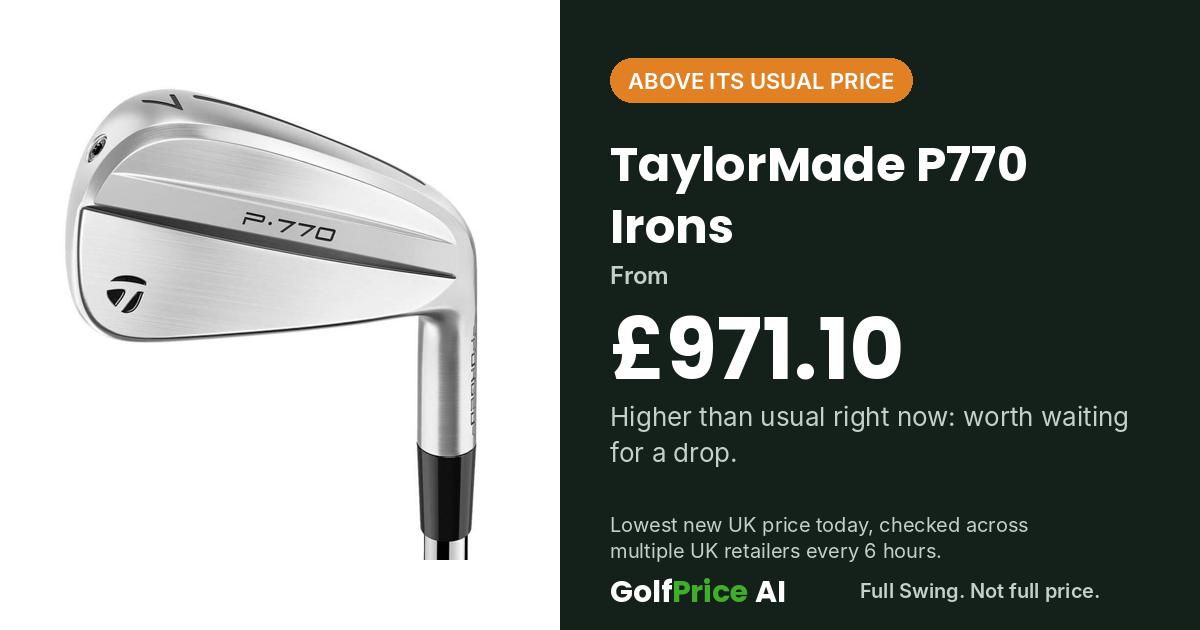 7
P·770
FORGED
ABOVE ITS USUAL PRICE
TaylorMade P770
Irons
From
£971.10
Higher than usual right now: worth waiting
for a drop.
Lowest new UK price today, checked across
multiple UK retailers every 6 hours.
GolfPrice AI
Full Swing. Not full price.